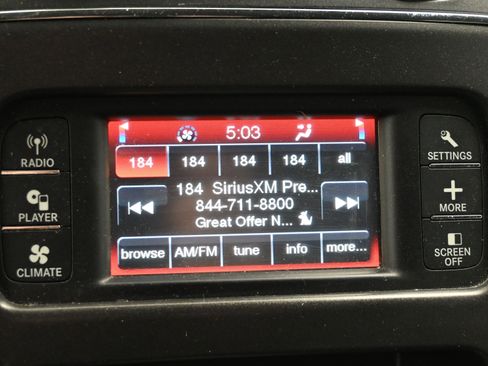 5:03
184 184 184 184 all
184 SiriusXM Pre...
844-711-8800
Great Offer N...
browse AM/FM tune info more...
RADIO
PLAYER
CLIMATE
SETTINGS
MORE
SCREEN
OFF